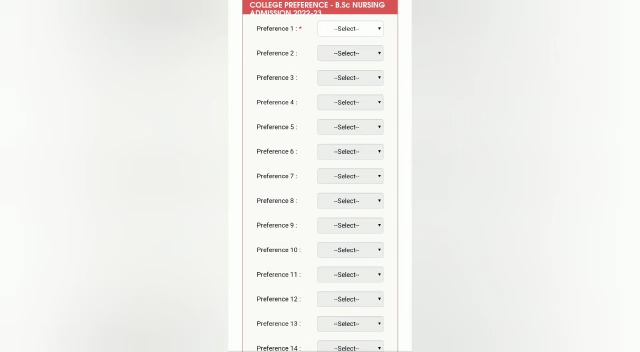 COLLEGE PREFERENCE - B.Sc NURSING
ADMISSION 2022-23
Preference 1 : * --Select--
Preference 2 : --Select--
Preference 3 : --Select--
Preference 4 : --Select--
Preference 5 : --Select--
Preference 6 : --Select--
Preference 7 : --Select--
Preference 8 : --Select--
Preference 9 : --Select--
Preference 10 : --Select--
Preference 11 : --Select--
Preference 12 : --Select--
Preference 13 : --Select--
Preference 14 : --Select--